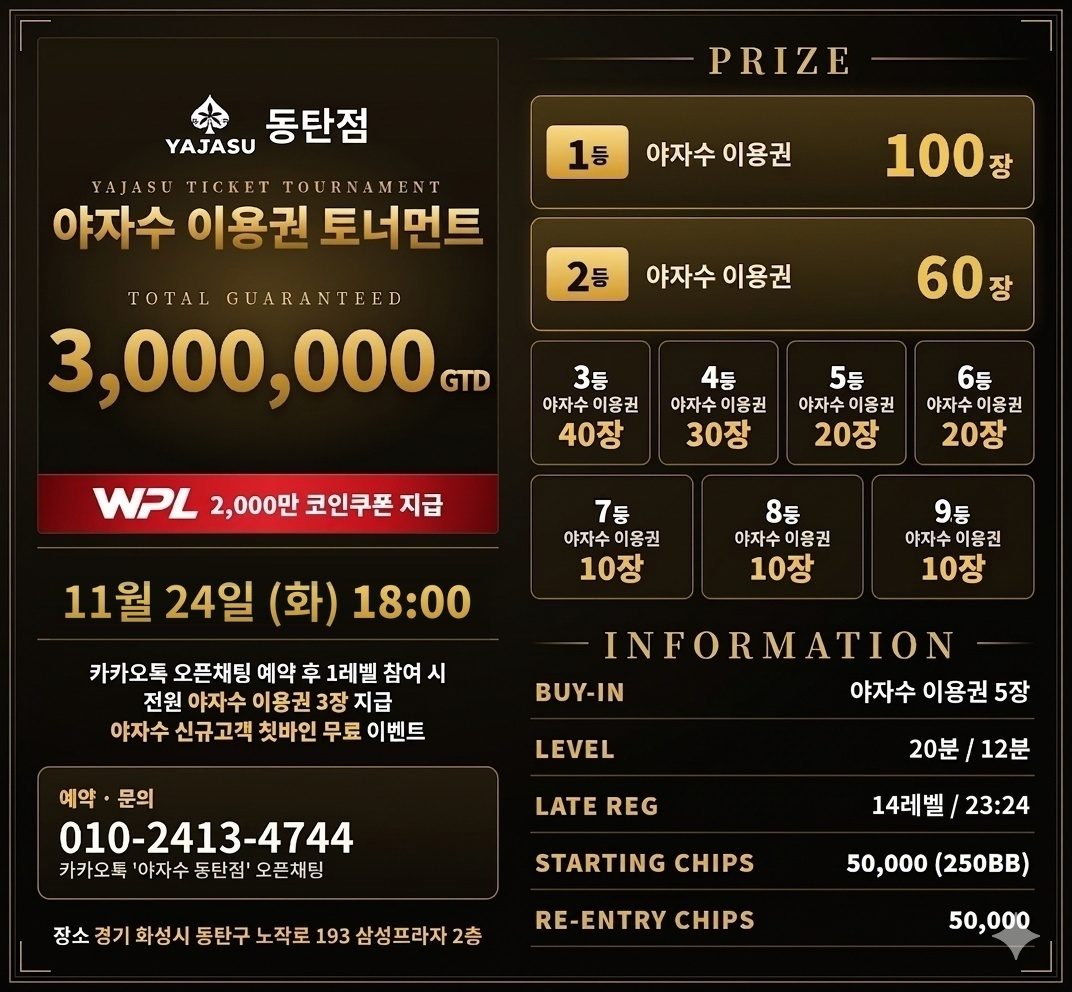 YAJASU 동탄점
YAJASU TICKET TOURNAMENT
야자수 이용권 토너먼트
TOTAL GUARANTEED
3,000,000 GTD
WPL 2,000만 코인쿠폰 지급
11월 24일 (화) 18:00
카카오톡 오픈채팅 예약 후 1레벨 참여 시
전원 야자수 이용권 3장 지급
야자수 신규고객 칫바인 무료 이벤트
예약 · 문의
010-2413-4744
카카오톡 '야자수 동탄점' 오픈채팅
장소 경기 화성시 동탄구 노작로 193 삼성프라자 2층
PRIZE
1등 야자수 이용권 100장
2등 야자수 이용권 60장
3등
야자수 이용권
40장
4등
야자수 이용권
30장
5등
야자수 이용권
20장
6등
야자수 이용권
20장
7등
야자수 이용권
10장
8등
야자수 이용권
10장
9등
야자수 이용권
10장
INFORMATION
BUY-IN 야자수 이용권 5장
LEVEL 20분 / 12분
LATE REG 14레벨 / 23:24
STARTING CHIPS 50,000 (250BB)
RE-ENTRY CHIPS 50,000